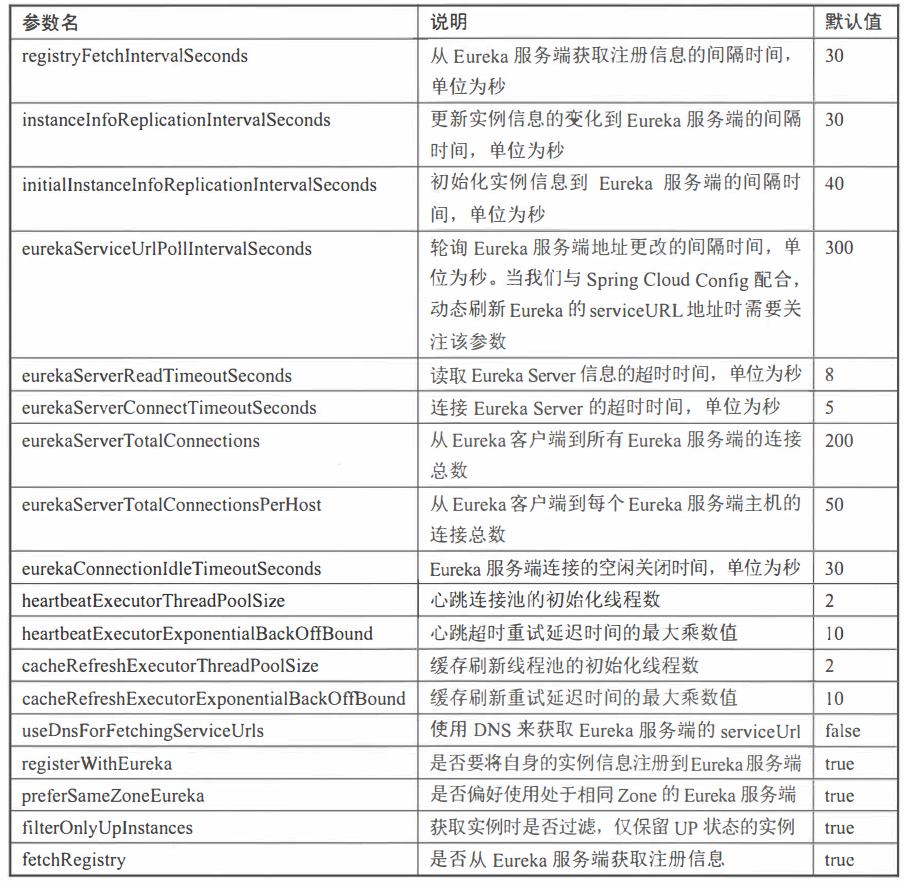 参数名 说明 默认值
registryFetchIntervalSeconds 从 Eureka 服务端获取注册信息的间隔时间， 30
单位为秒
instanceInfoReplicationIntervalSeconds 更新实例信息的变化到 Eureka 服务端的间隔 30
时间，单位为秒
initialInstanceInfoReplicationIntervalSeconds 初始化实例信息到 Eureka 服务端的间隔时 40
间，单位为秒
eurekaServiceUrlPollIntervalSeconds 轮询 Eureka 服务端地址更改的间隔时间，单 300
位为秒。当我们与 Spring Cloud Config 配合，
动态刷新 Eureka 的 serviceURL 地址时需要关
注该参数
eurekaServerReadTimeoutSeconds 读取 Eureka Server 信息的超时时间，单位为秒 8
eurekaServerConnectTimeoutSeconds 连接 Eureka Server 的超时时间，单位为秒 5
eurekaServerTotalConnections 从 Eureka 客户端到所有 Eureka 服务端的连接 200
总数
eurekaServerTotalConnectionsPerHost 从 Eureka 客户端到每个 Eureka 服务端主机的 50
连接总数
eurekaConnectionIdleTimeoutSeconds Eureka 服务端连接的空闲关闭时间，单位为秒 30
heartbeatExecutorThreadPoolSize 心跳连接池的初始化线程数 2
heartbeatExecutorExponentialBackOffBound 心跳超时重试延迟时间的最大乘数值 10
cacheRefreshExecutorThreadPoolSize 缓存刷新线程池的初始化线程数 2
cacheRefreshExecutorExponentialBackOffBound 缓存刷新重试延迟时间的最大乘数值 10
useDnsForFetchingServiceUrls 使用 DNS 来获取 Eureka 服务端的 serviceUrl false
registerWithEureka 是否要将自身的实例信息注册到 Eureka 服务端 true
preferSameZoneEureka 是否偏好使用处于相同 Zone 的 Eureka 服务端 true
filterOnlyUpInstances 获取实例时是否过滤，仅保留 UP 状态的实例 true
fetchRegistry 是否从 Eureka 服务端获取注册信息 true